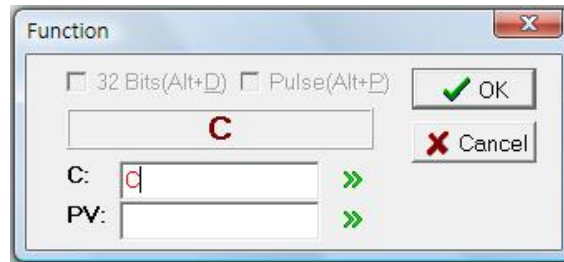 Function
32 Bits(Alt+D) Pulse(Alt+P)
OK
C
Cancel
C: C
PV: